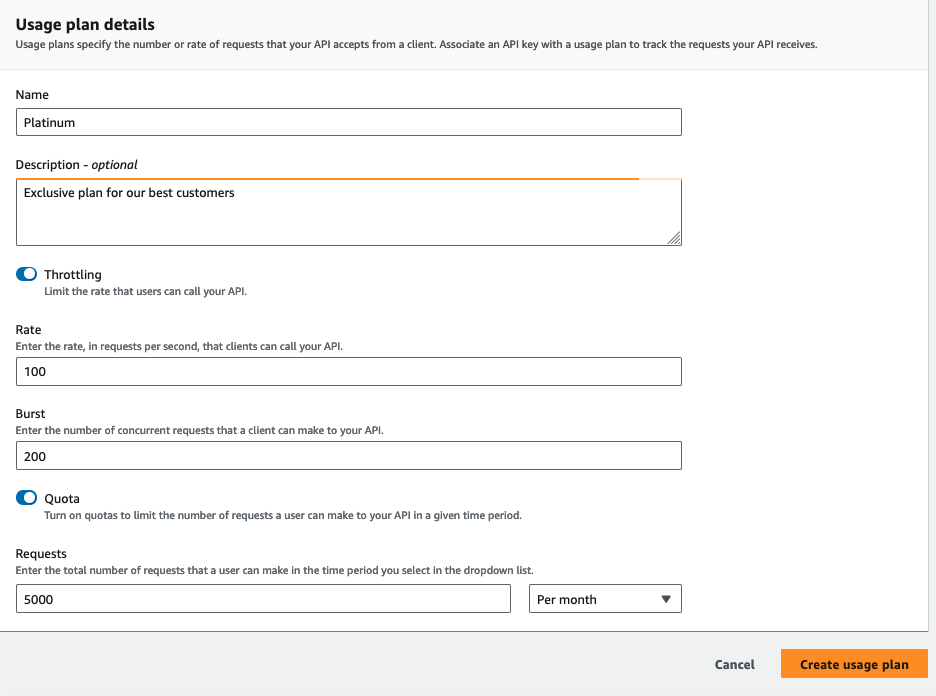 Usage plan details
Usage plans specify the number or rate of requests that your API accepts from a client. Associate an API key with a usage plan to track the requests your API receives.
Name
Platinum
Description - optional
Exclusive plan for our best customers
Throttling
Limit the rate that users can call your API.
Rate
Enter the rate, in requests per second, that clients can call your API.
100
Burst
Enter the number of concurrent requests that a client can make to your API.
200
Quota
Turn on quotas to limit the number of requests a user can make to your API in a given time period.
Requests
Enter the total number of requests that a user can make in the time period you select in the dropdown list.
5000 Per month
Cancel Create usage plan